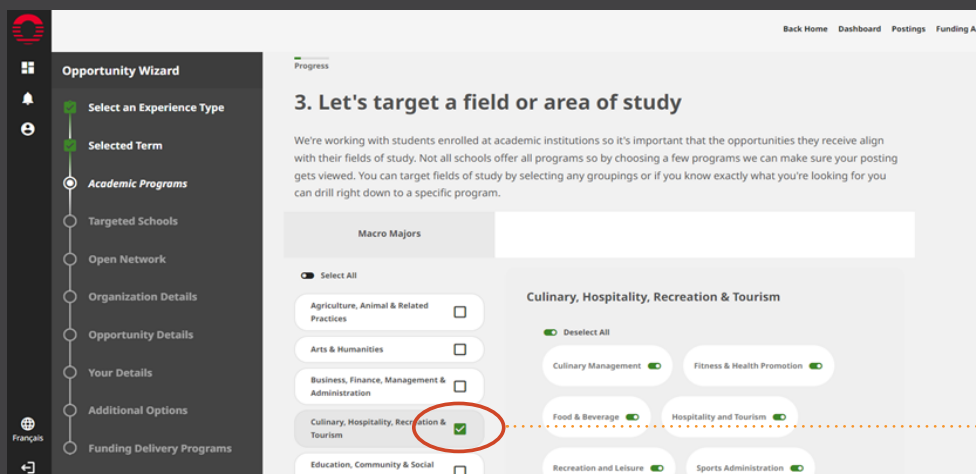 Back Home Dashboard Postings Funding A
Opportunity Wizard
Select an Experience Type
Selected Term
Academic Programs
Targeted Schools
Open Network
Organization Details
Opportunity Details
Your Details
Additional Options
Funding Delivery Programs
Français
Progress
3. Let's target a field or area of study
We're working with students enrolled at academic institutions so it's important that the opportunities they receive align
with their fields of study. Not all schools offer all programs so by choosing a few programs we can make sure your posting
gets viewed. You can target fields of study by selecting any groupings or if you know exactly what you're looking for you
can drill right down to a specific program.
Macro Majors
Select All
Agriculture, Animal & Related
Practices
Arts & Humanities
Business, Finance, Management &
Administration
Culinary, Hospitality, Recreation &
Tourism
Education, Community & Social
Culinary, Hospitality, Recreation & Tourism
Deselect All
Culinary Management Fitness & Health Promotion
Food & Beverage Hospitality and Tourism
Recreation and Leisure Sports Administration